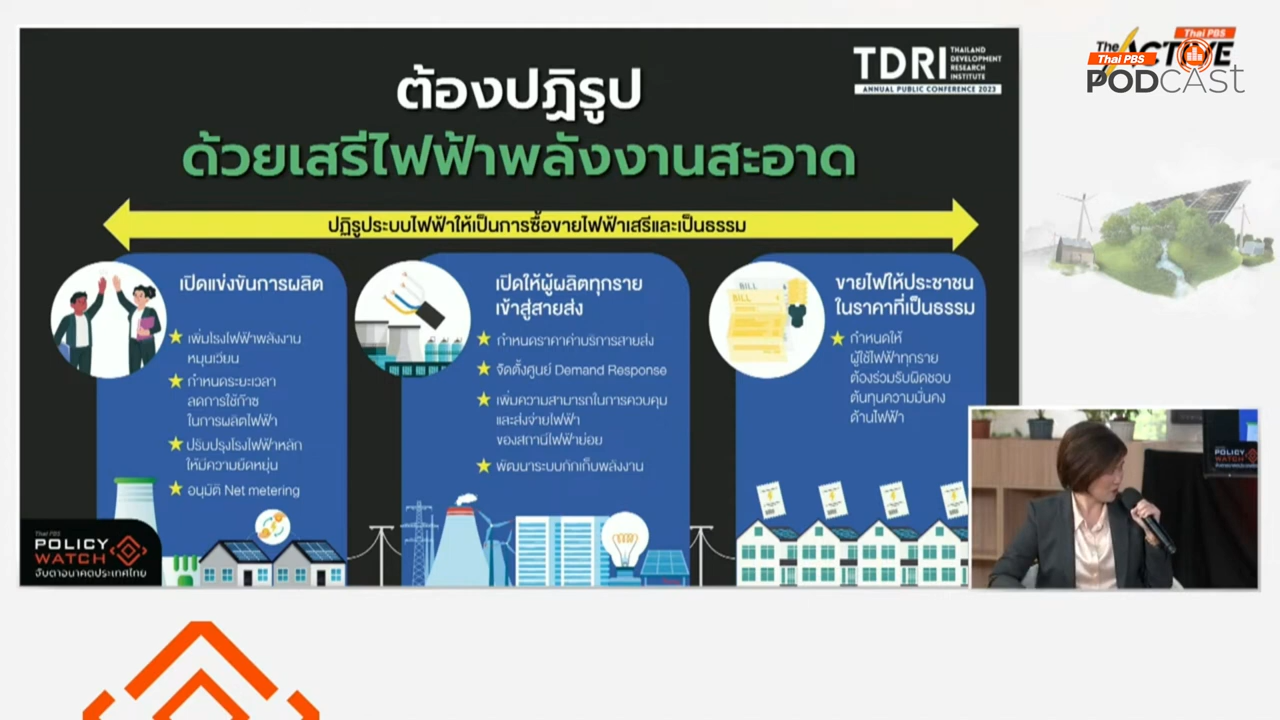 ต้องปฏิรูป
ด้วยเสรีไฟฟ้าพลังงานสะอาด
TDRI
THAILAND
DEVELOPMENT
RESEARCH
INSTITUTE
ANNUAL PUBLIC CONFERENCE 2023
The ACTIVE
Thai PBS
Thai PBS
PODCAST
ปฏิรูประบบไฟฟ้าให้เป็นการซื้อขายไฟฟ้าเสรีและเป็นธรรม
เปิดแข่งขันการผลิต
เพิ่มโรงไฟฟ้าพลังงาน
หมุนเวียน
กำหนดระยะเวลา
ลดการใช้ก๊าซ
ในการผลิตไฟฟ้า
ปรับปรุงโรงไฟฟ้าหลัก
ให้มีความยืดหยุ่น
อนุมัติ Net metering
เปิดให้ผู้ผลิตทุกราย
เข้าสู่สายส่ง
กำหนดราคาค่าบริการสายส่ง
จัดตั้งศูนย์ Demand Response
เพิ่มความสามารถในการควบคุม
และส่งจ่ายไฟฟ้า
ของสถานีไฟฟ้าย่อย
พัฒนาระบบกักเก็บพลังงาน
BILL
BILL
ขายไฟให้ประชาชน
ในราคาที่เป็นธรรม
กำหนดให้
ผู้ใช้ไฟฟ้าทุกราย
ต้องร่วมรับผิดชอบ
ต้นทุนความมั่นคง
ด้านไฟฟ้า
Thai PBS
POLICY
WATCH
จับตาอนาคตประเทศไทย
POLICY
WATCH